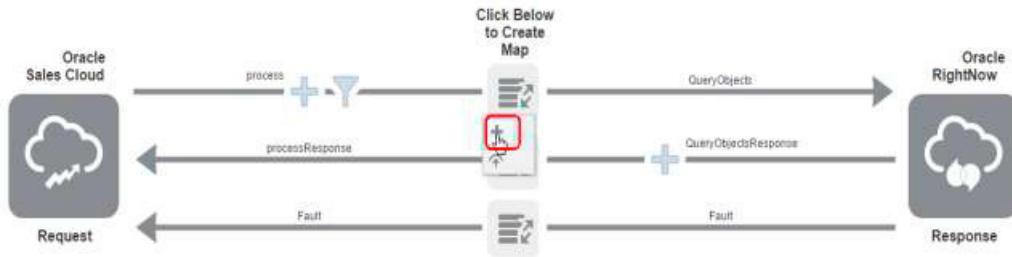 Click Below
to Create
Map
Oracle
Sales Cloud
Oracle
RightNow
process
QueryObjects
processResponse
QueryObjectsResponse
Fault
Fault
Request
Response